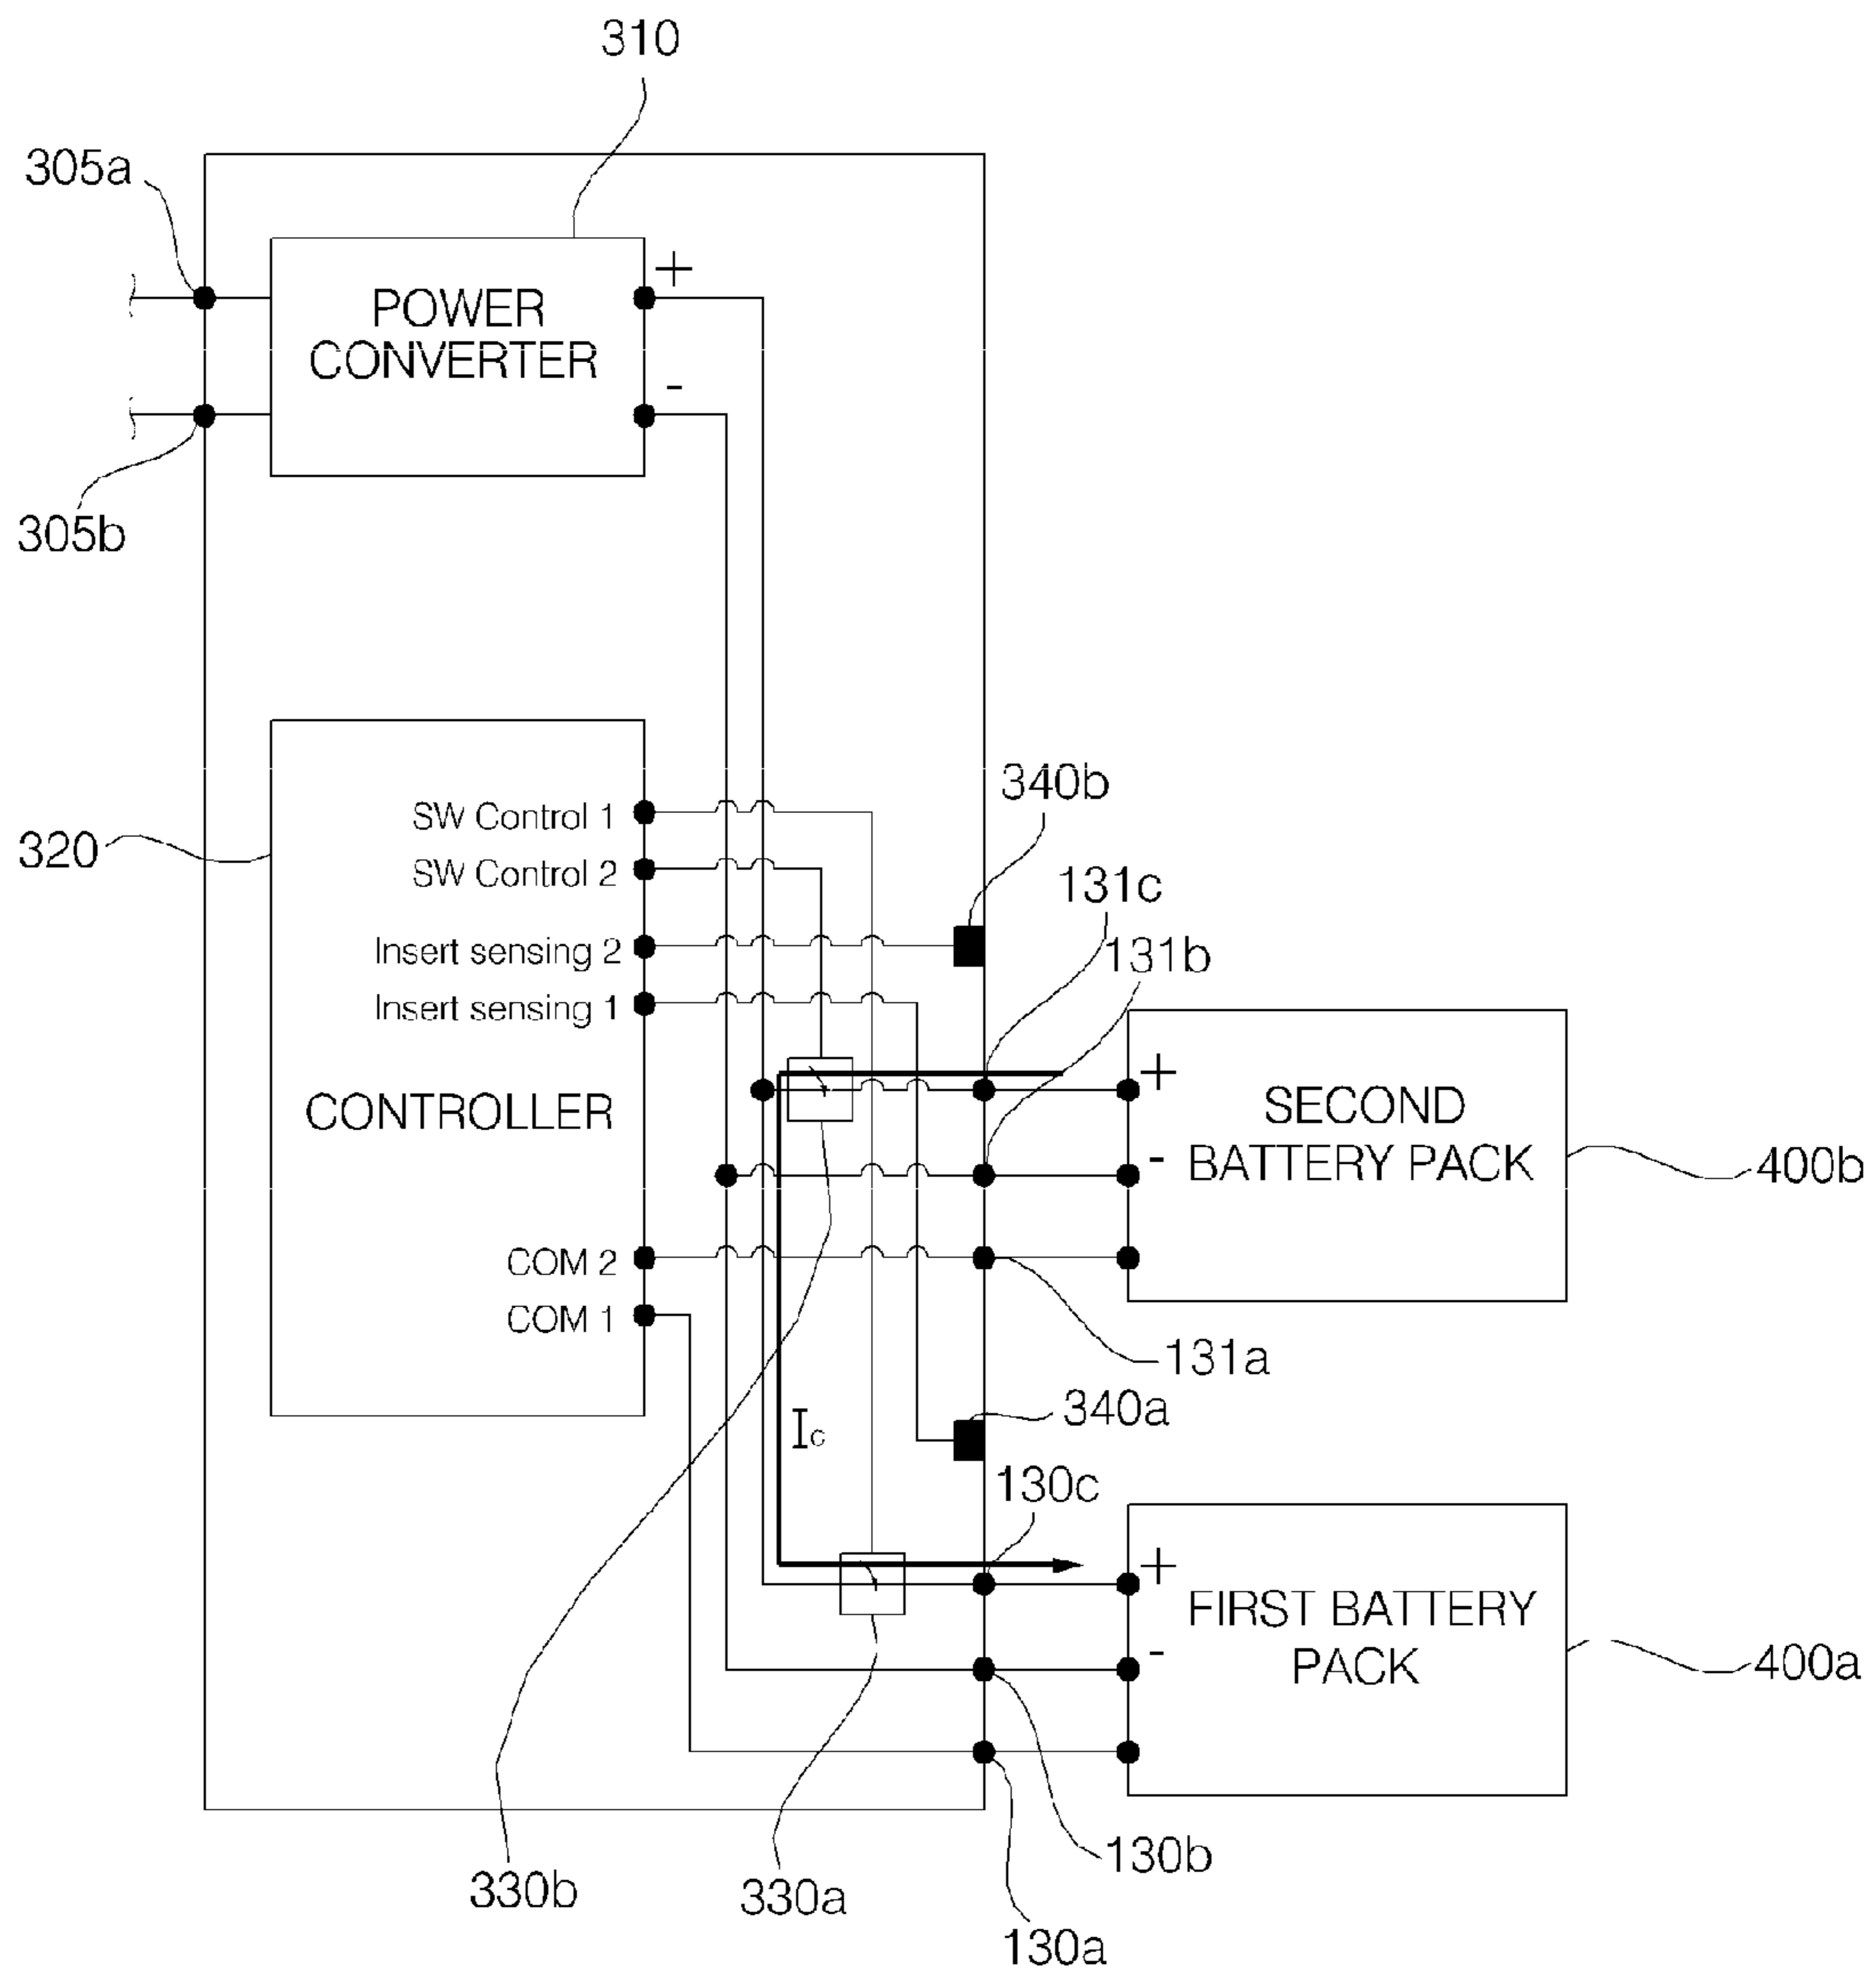 310
305a
+
POWER
CONVERTER
-
305b
340b
SW Control 1
320
SW Control 2
131c
Insert sensing 2
131b
Insert sensing 1
+
CONTROLLER
SECOND
BATTERY PACK
-
400b
COM 2
COM 1
131a
340a
Ic
130c
+
FIRST BATTERY
PACK
-
400a
130b
330b
330a
130a